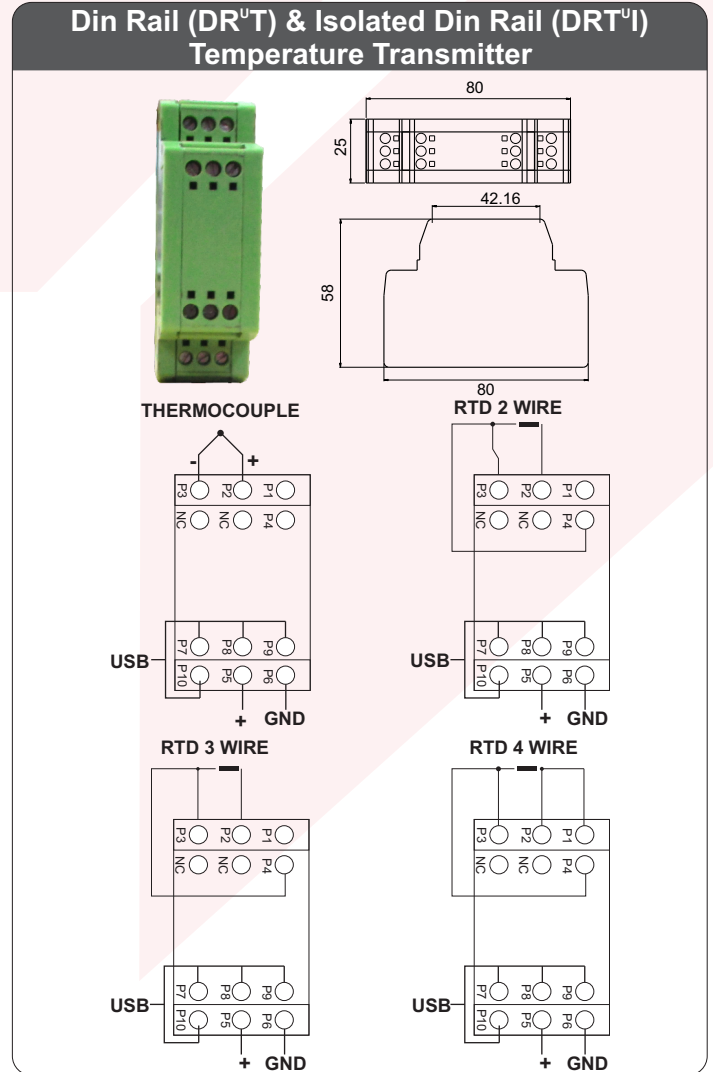 Din Rail (DRᵁT) & Isolated Din Rail (DRTᵁI)
Temperature Transmitter
80
25
42.16
58
80
THERMOCOUPLE
- +
P3 P2 P1
NC NC P4
P7 P8 P9
USB
P10 P5 P6
+ GND
RTD 2 WIRE
P3 P2 P1
NC NC P4
P7 P8 P9
USB
P10 P5 P6
+ GND
RTD 3 WIRE
P3 P2 P1
NC NC P4
P7 P8 P9
USB
P10 P5 P6
+ GND
RTD 4 WIRE
P3 P2 P1
NC NC P4
P7 P8 P9
USB
P10 P5 P6
+ GND